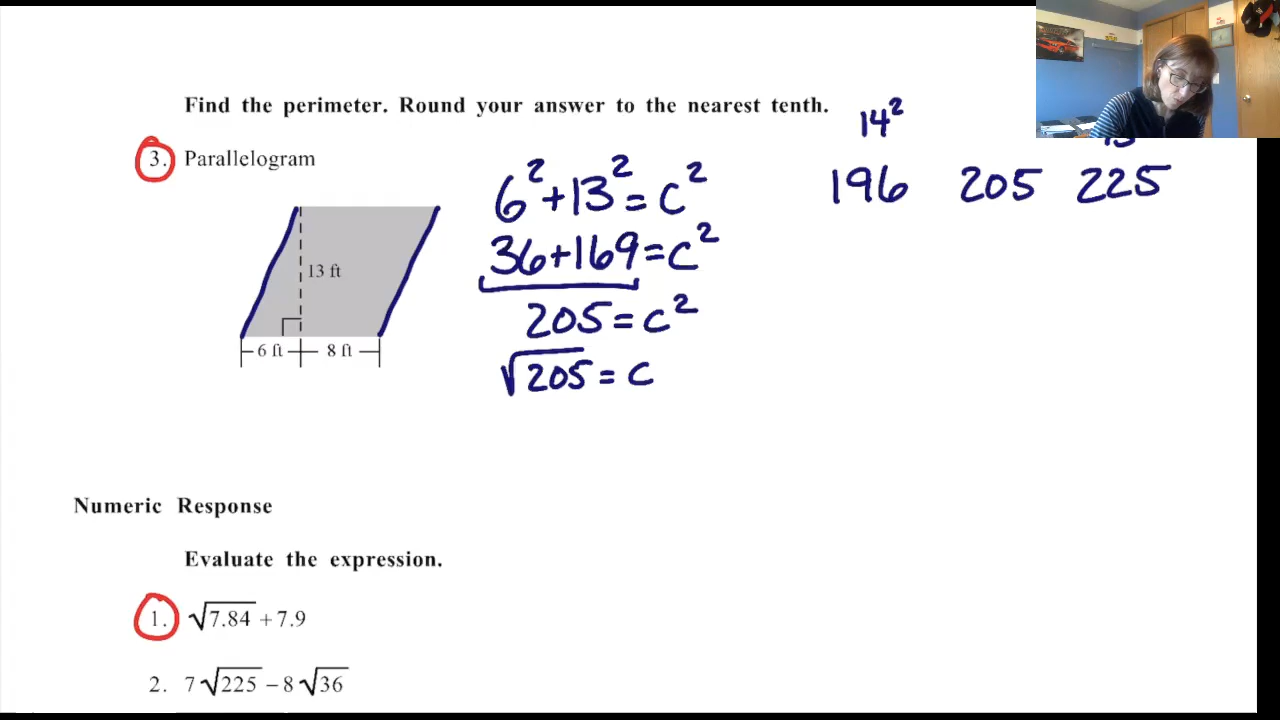 Find the perimeter. Round your answer to the nearest tenth.
14²
3. Parallelogram
6² + 13² = c²
196 205 225
36 + 169 = c²
13 ft
205 = c²
6 ft 8 ft
√205 = c
Numeric Response
Evaluate the expression.
1. √7.84 + 7.9
2. 7√225 − 8√36